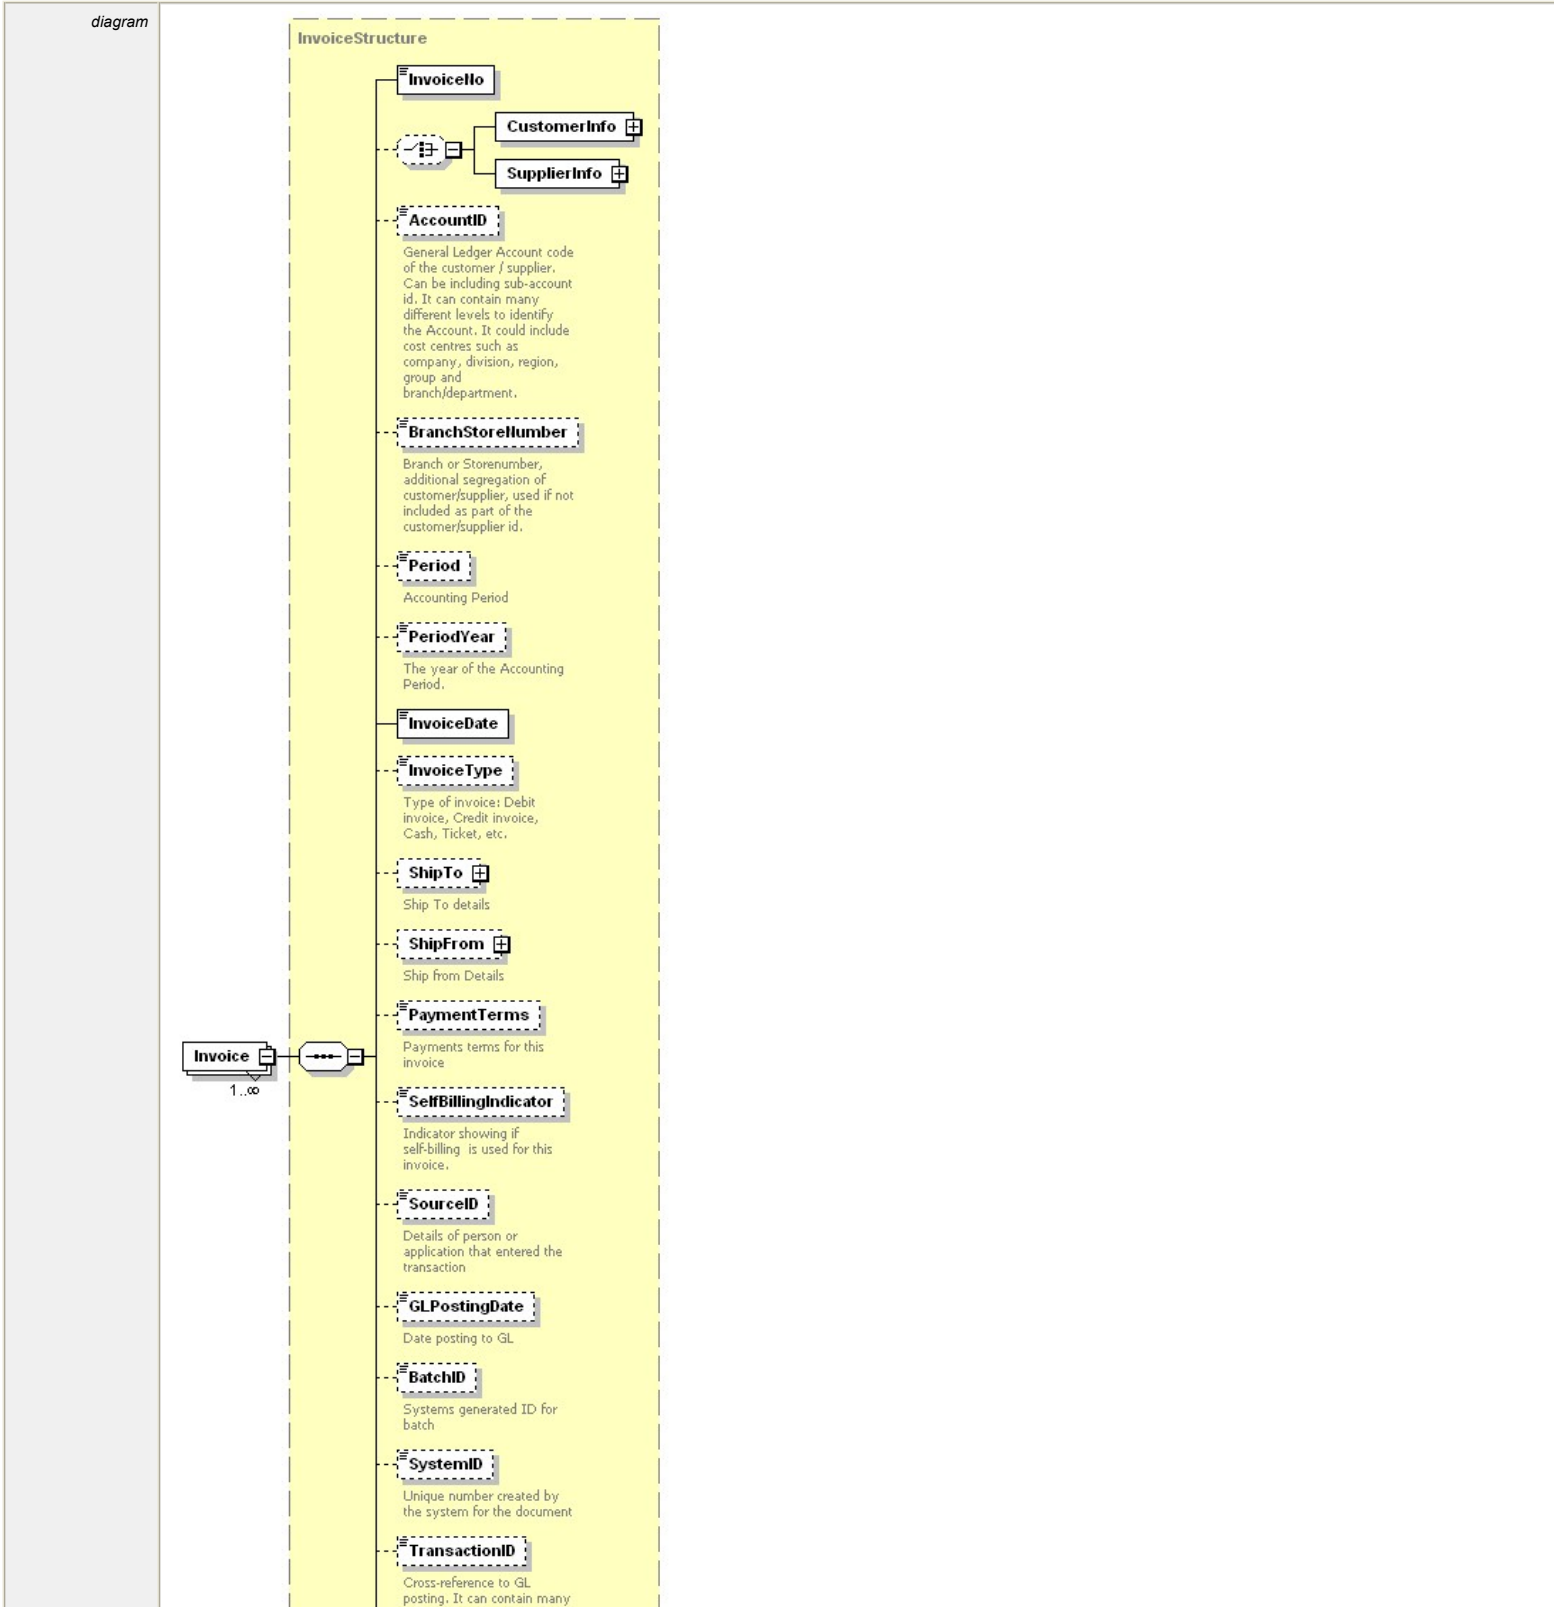 diagram
InvoiceStructure
InvoiceNo
CustomerInfo
SupplierInfo
AccountID
General Ledger Account code
of the customer / supplier.
Can be including sub-account
id. It can contain many
different levels to identify
the Account. It could include
cost centres such as
company, division, region,
group and
branch/department.
BranchStoreNumber
Branch or Storenumber,
additional segregation of
customer/supplier, used if not
included as part of the
customer/supplier id.
Period
Accounting Period
PeriodYear
The year of the Accounting
Period.
InvoiceDate
InvoiceType
Type of invoice: Debit
invoice, Credit invoice,
Cash, Ticket, etc.
ShipTo
Ship To details
ShipFrom
Ship from Details
PaymentTerms
Payments terms for this
invoice
Invoice
1..∞
SelfBillingIndicator
Indicator showing if
self-billing  is used for this
invoice.
SourceID
Details of person or
application that entered the
transaction
GLPostingDate
Date posting to GL
BatchID
Systems generated ID for
batch
SystemID
Unique number created by
the system for the document
TransactionID
Cross-reference to GL
posting. It can contain many